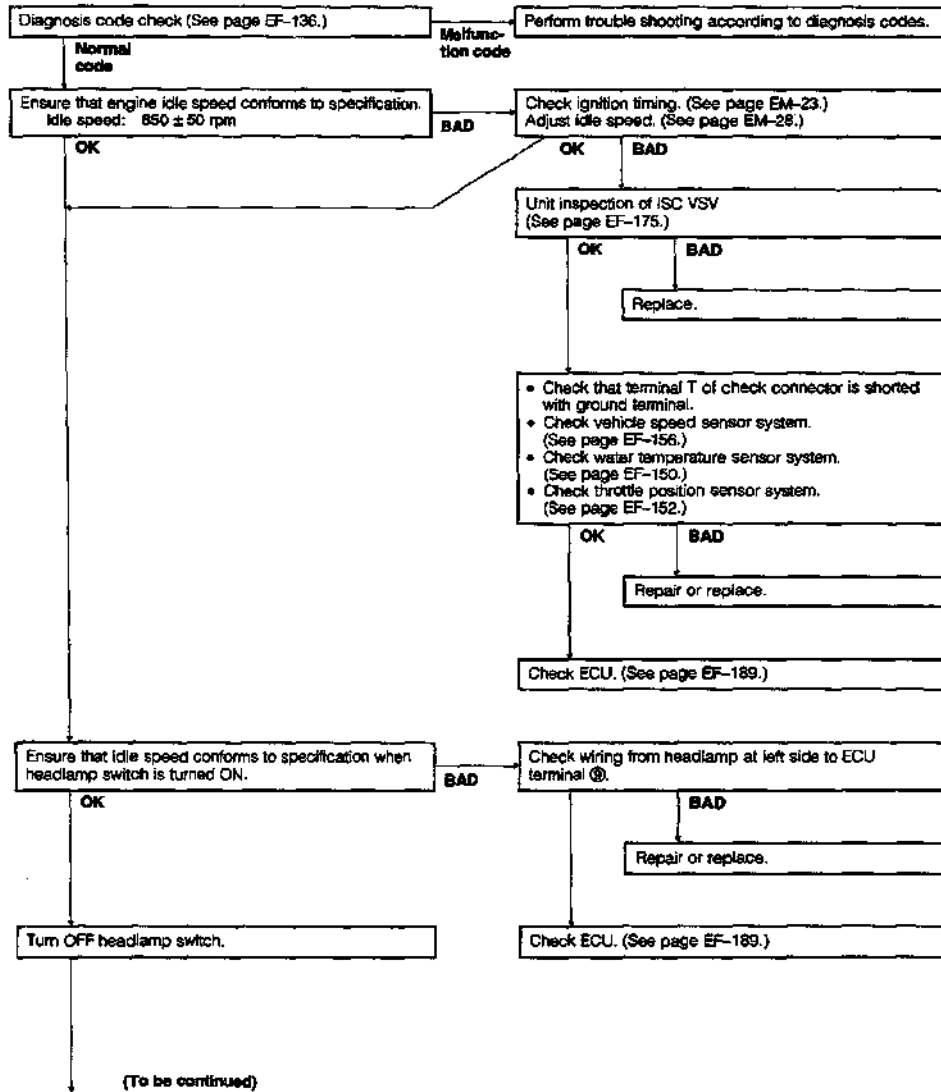 Diagnosis code check (See page EF–136.)
Perform trouble shooting according to diagnosis codes.
Malfunc-
tion code
Normal
code
Ensure that engine idle speed conforms to specification.
Idle speed: 850 ± 50 rpm
BAD
OK
Check ignition timing. (See page EM–23.)
Adjust idle speed. (See page EM–28.)
OK
BAD
Unit inspection of ISC VSV
(See page EF–175.)
OK
BAD
Replace.
• Check that terminal T of check connector is shorted
with ground terminal.
• Check vehicle speed sensor system.
(See page EF–156.)
• Check water temperature sensor system.
(See page EF–150.)
• Check throttle position sensor system.
(See page EF–152.)
OK
BAD
Repair or replace.
Check ECU. (See page EF–189.)
Ensure that idle speed conforms to specification when
headlamp switch is turned ON.
BAD
OK
Check wiring from headlamp at left side to ECU
terminal
BAD
Repair or replace.
Turn OFF headlamp switch.
Check ECU. (See page EF–189.)
(To be continued)